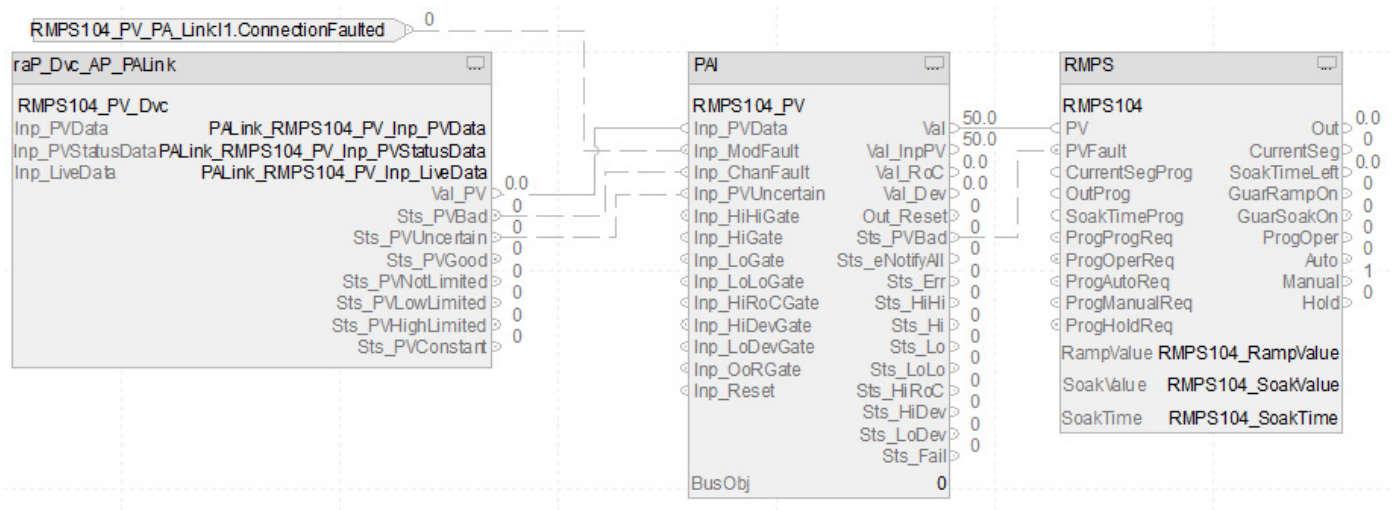 RMPS104_PV_PA_Link:I1.ConnectionFaulted 0
raP_Dvc_AP_PALink
RMPS104_PV_Dvc
Inp_PVData PALink_RMPS104_PV_Inp_PVData
Inp_PVStatusData PALink_RMPS104_PV_Inp_PVStatusData
Inp_LiveData PALink_RMPS104_PV_Inp_LiveData
Val_PV 0.0
Sts_PVBad 0
Sts_PVUncertain 0
Sts_PVGood 0
Sts_PVNotLimited 0
Sts_PVLowLimited 0
Sts_PVHighLimited 0
Sts_PVConstant 0
PAI
RMPS104_PV
Inp_PVData Val 50.0
Inp_ModFault Val_InpPV 50.0
Inp_ChanFault Val_RoC 0.0
Inp_PVUncertain Val_Dev 0.0
Inp_HiHiGate Out_Reset 0
Inp_HiGate Sts_PVBad 0
Inp_LoGate Sts_eNotifyAll 0
Inp_LoLoGate Sts_Err 0
Inp_HiRoCGate Sts_HiHi 0
Inp_HiDevGate Sts_Hi 0
Inp_LoDevGate Sts_Lo 0
Inp_OoRGate Sts_LoLo 0
Inp_Reset Sts_HiRoC 0
Sts_HiDev 0
Sts_LoDev 0
Sts_Fail 0
BusObj 0
RMPS
RMPS104
PV Out 0.0
PVFault CurrentSeg 0
CurrentSegProg SoakTimeLeft 0.0
OutProg GuarRampOn 0
SoakTimeProg GuarSoakOn 0
ProgProgReq ProgOper 0
ProgOperReq Auto 0
ProgAutoReq Manual 1
ProgManualReq Hold 0
ProgHoldReq
RampValue RMPS104_RampValue
SoakValue RMPS104_SoakValue
SoakTime RMPS104_SoakTime